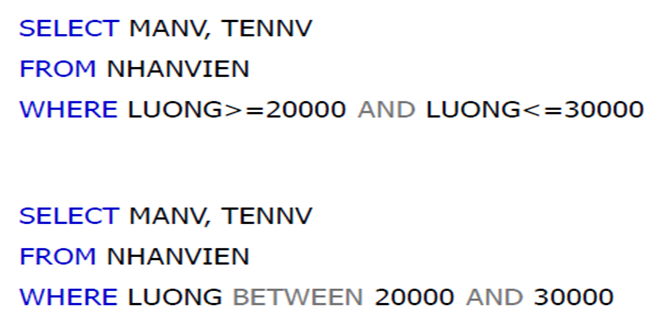 SELECT MANV, TENNV
FROM NHANVIEN
WHERE LUONG>=20000 AND LUONG<=30000
SELECT MANV, TENNV
FROM NHANVIEN
WHERE LUONG BETWEEN 20000 AND 30000